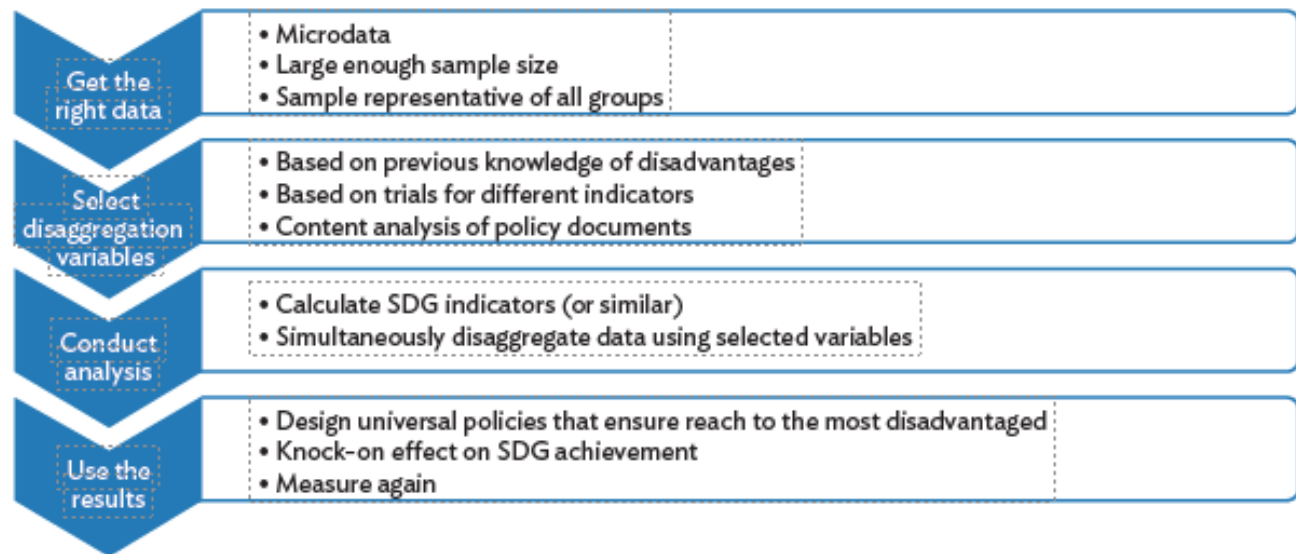 Get the
right data
• Microdata
• Large enough sample size
• Sample representative of all groups
Select
disaggregation
variables
• Based on previous knowledge of disadvantages
• Based on trials for different indicators
• Content analysis of policy documents
Conduct
analysis
• Calculate SDG indicators (or similar)
• Simultaneously disaggregate data using selected variables
Use the
results
• Design universal policies that ensure reach to the most disadvantaged
• Knock-on effect on SDG achievement
• Measure again